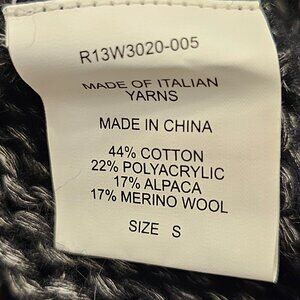 R13W3020-005
MADE OF ITALIAN
YARNS
MADE IN CHINA
44% COTTON
22% POLYACRYLIC
17% ALPACA
17% MERINO WOOL
SIZE S